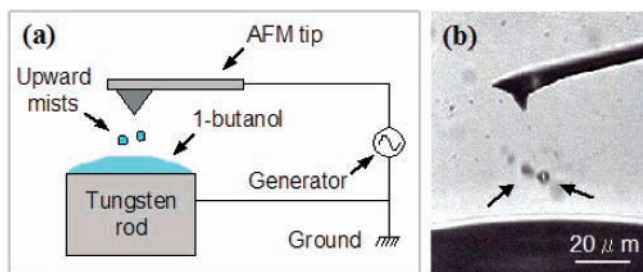 (a)
AFM tip
Upward
mists
1-butanol
Generator
Tungsten
rod
Ground
(b)
20 μ m